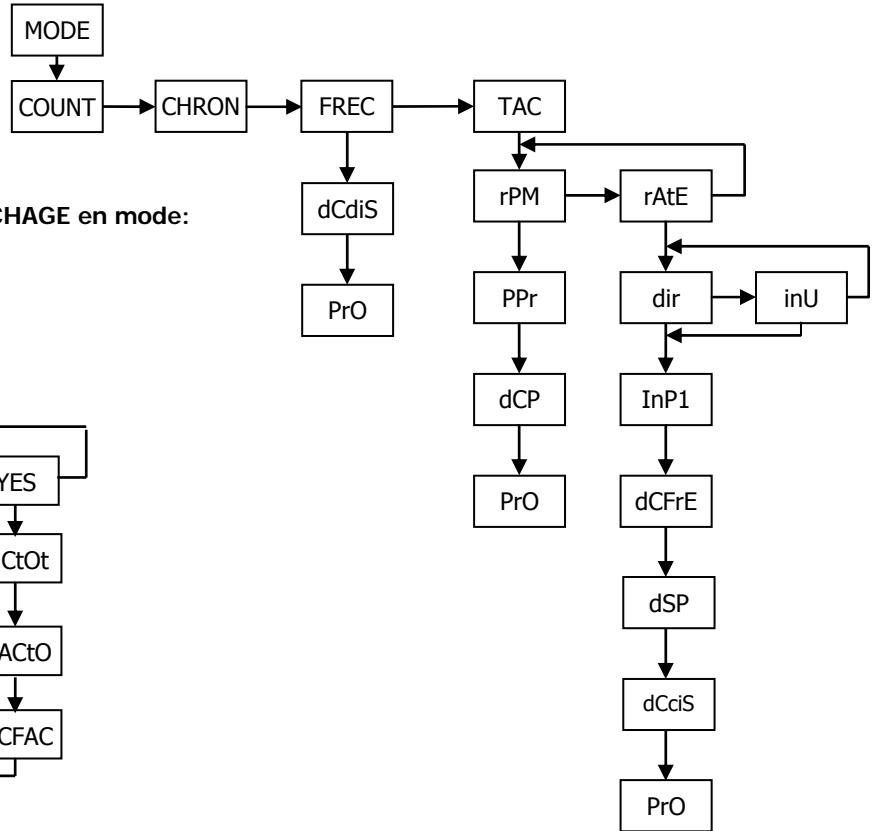 MODE
COUNT CHRON FREC TAC
rPM rAtE
dCdiS
CHAGE en mode:
PPr dir inU
PrO
dCP InP1
YES
PrO dCFrE
CtOt
dSP
ACtO
dCciS
CFAC
PrO